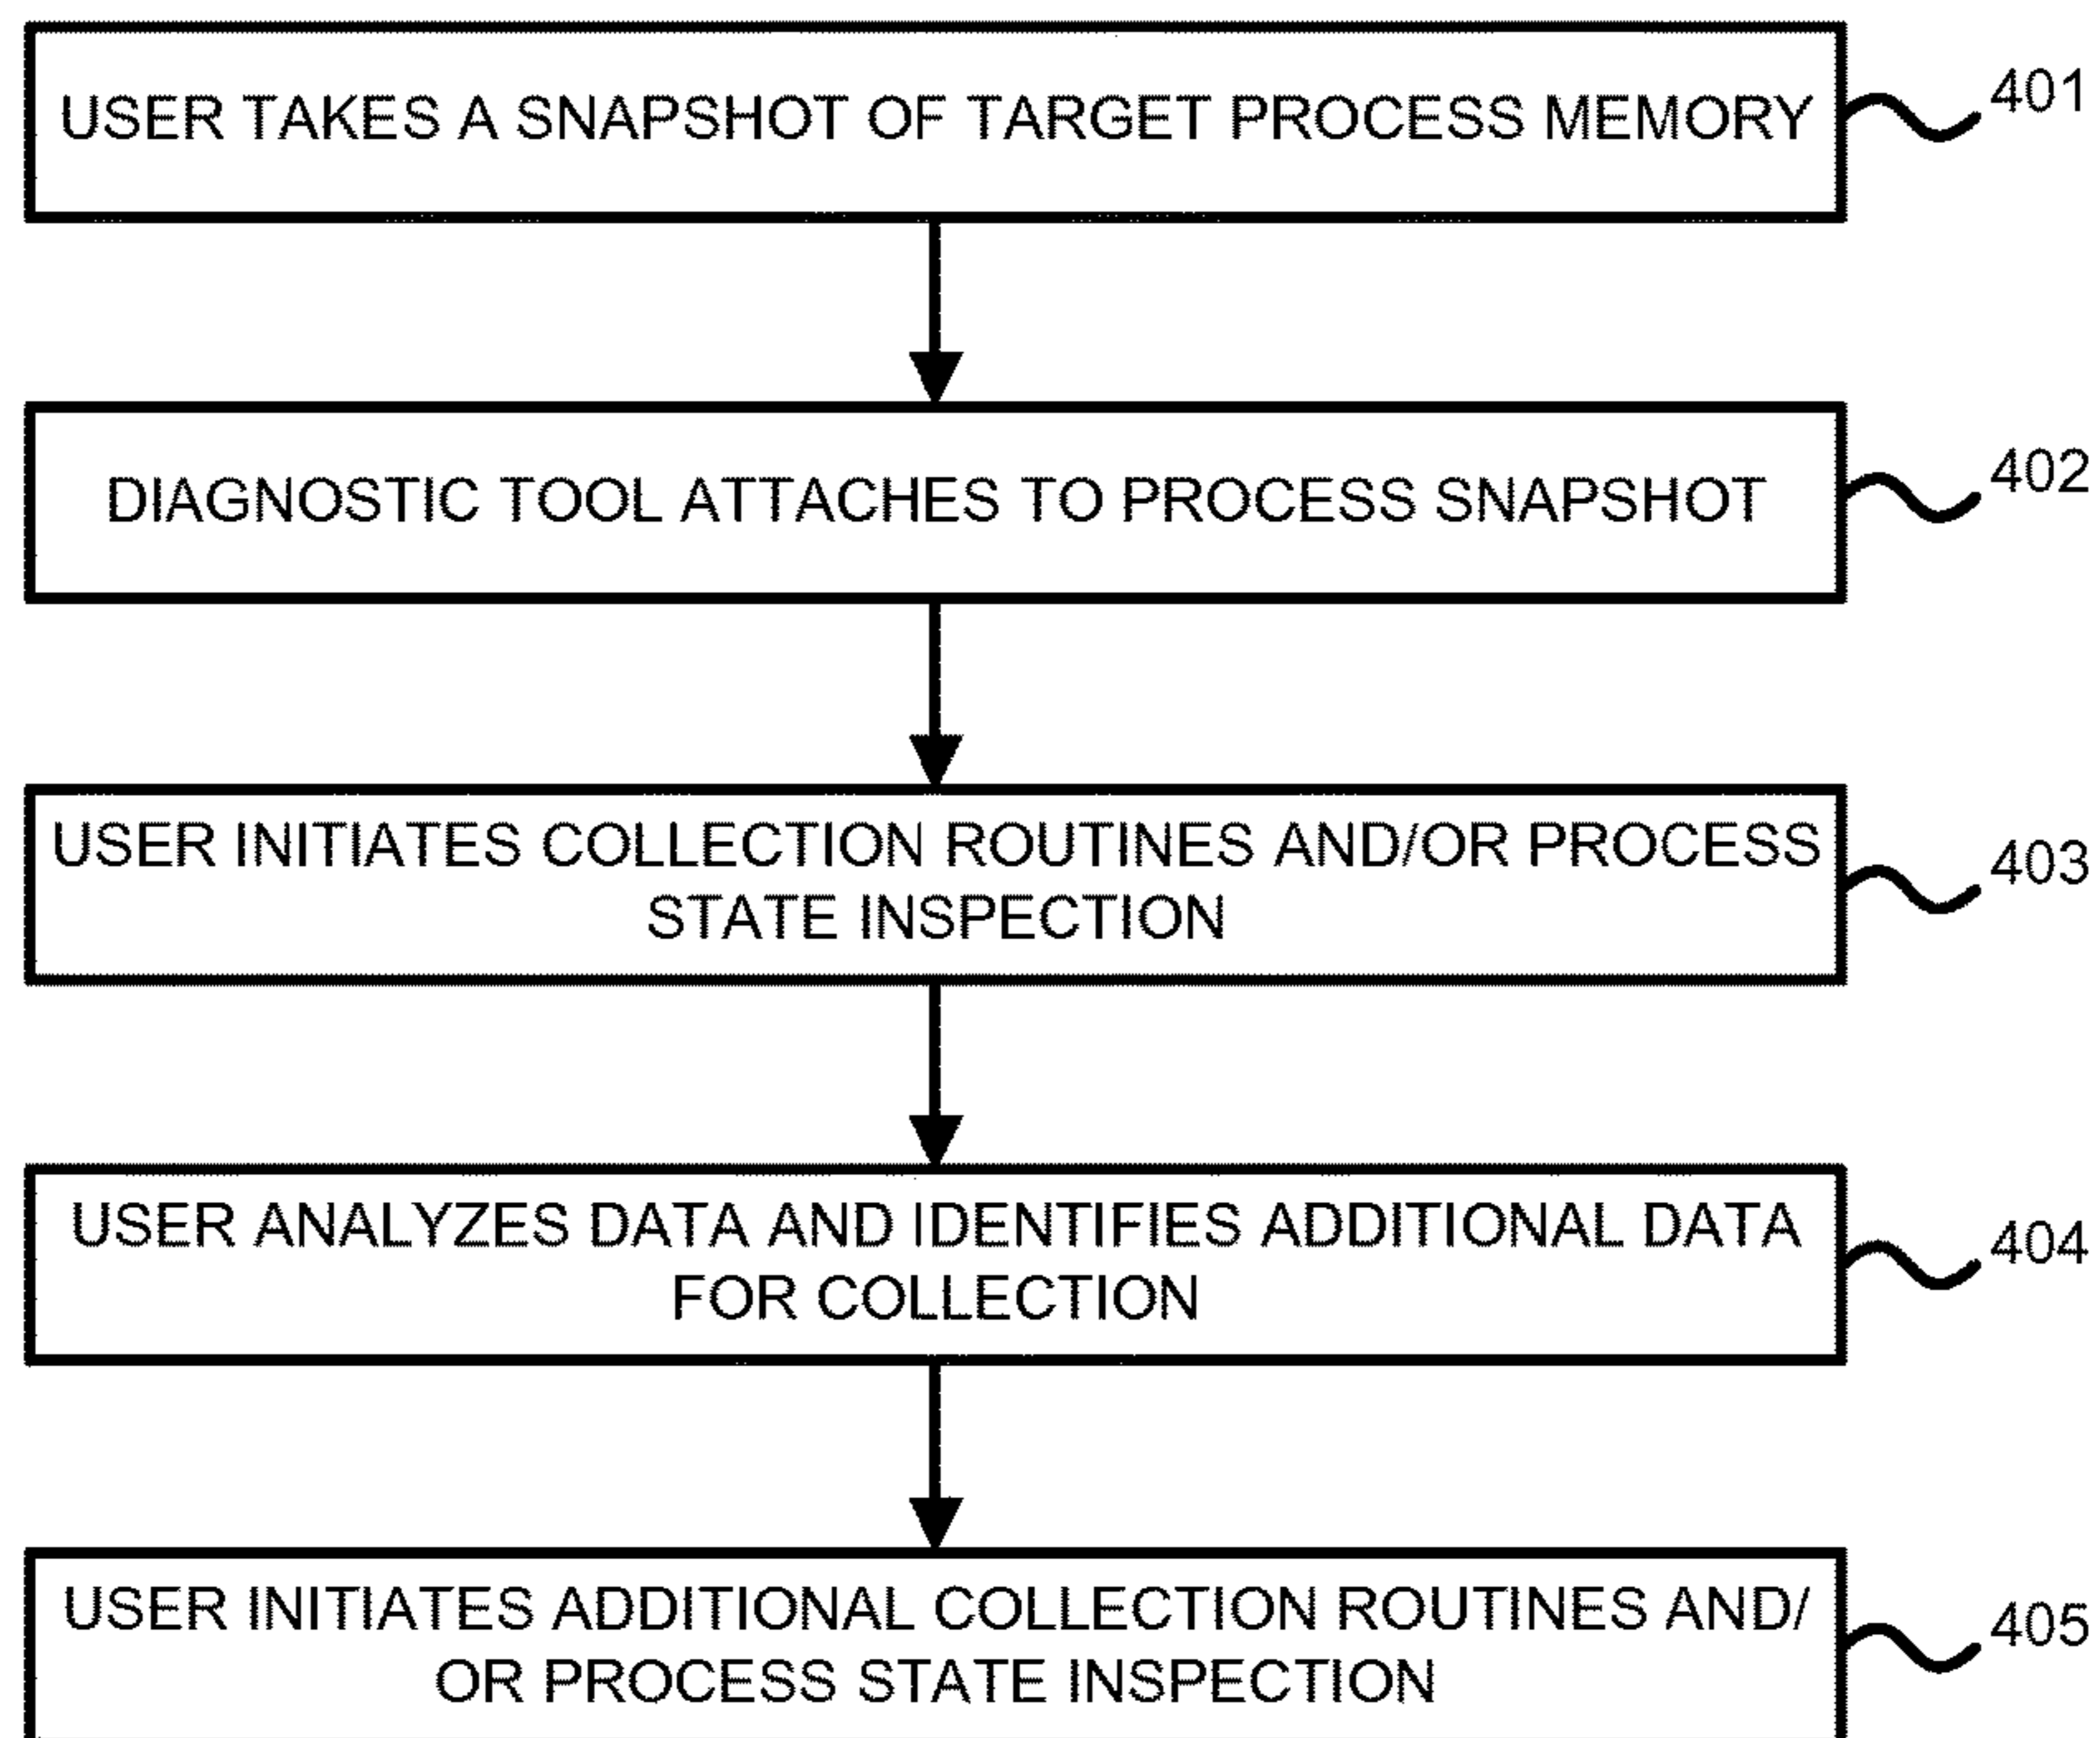 USER TAKES A SNAPSHOT OF TARGET PROCESS MEMORY
401
DIAGNOSTIC TOOL ATTACHES TO PROCESS SNAPSHOT
402
USER INITIATES COLLECTION ROUTINES AND/OR PROCESS
STATE INSPECTION
403
USER ANALYZES DATA AND IDENTIFIES ADDITIONAL DATA
FOR COLLECTION
404
USER INITIATES ADDITIONAL COLLECTION ROUTINES AND/
OR PROCESS STATE INSPECTION
405